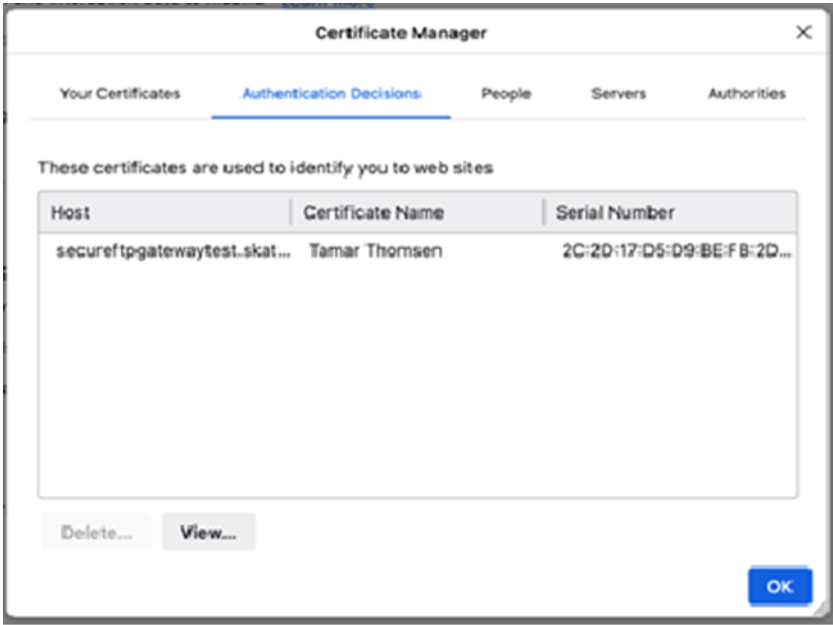 Certificate Manager
Your Certificates Authentication Decisions People Servers Authorities
These certificates are used to identify you to web sites
Host Certificate Name Serial Number
secureftpgatewaytest.skat... Tamar Thomsen 2C:2D:17:D5:D9:BE:FB:2D...
Delete... View...
OK